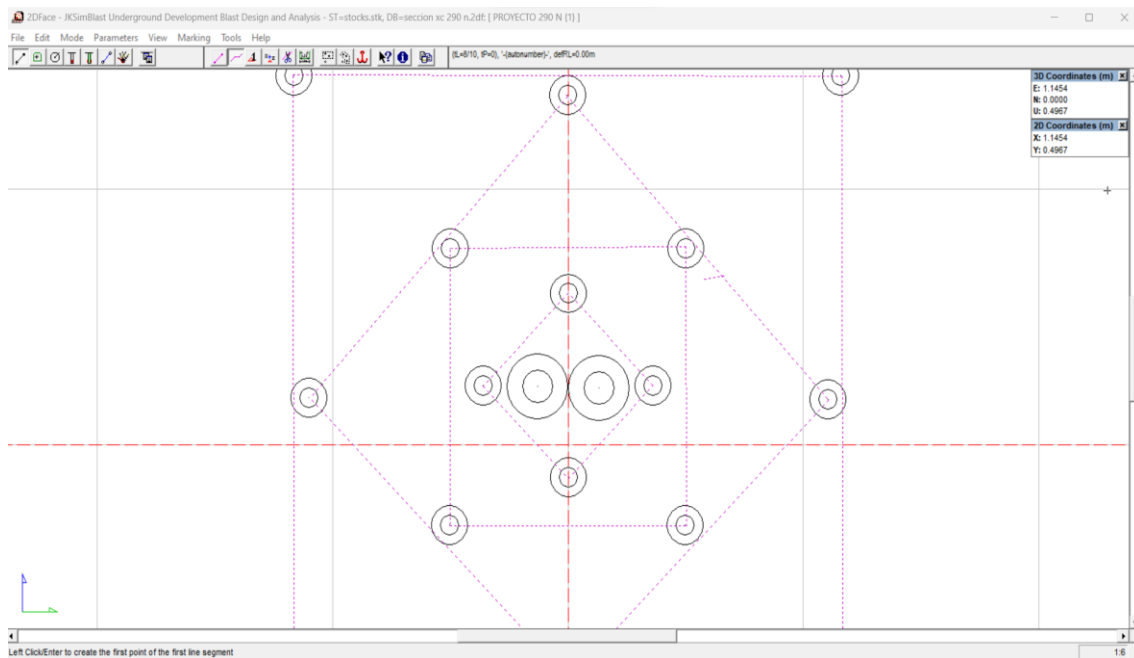 2DFace - JKSimBlast Underground Development Blast Design and Analysis - ST=stocks.stk, DB=seccion xc 290 n.2df: [ PROYECTO 290 N {1} ]
File Edit Mode Parameters View Marking Tools Help
(tL=8/10, tP=0), '-(autonumber)-', defRL=0.00m
3D Coordinates (m)
E: 1.1454
N: 0.0000
U: 0.4967
2D Coordinates (m)
X: 1.1454
Y: 0.4967
Left Click/Enter to create the first point of the first line segment
1:6